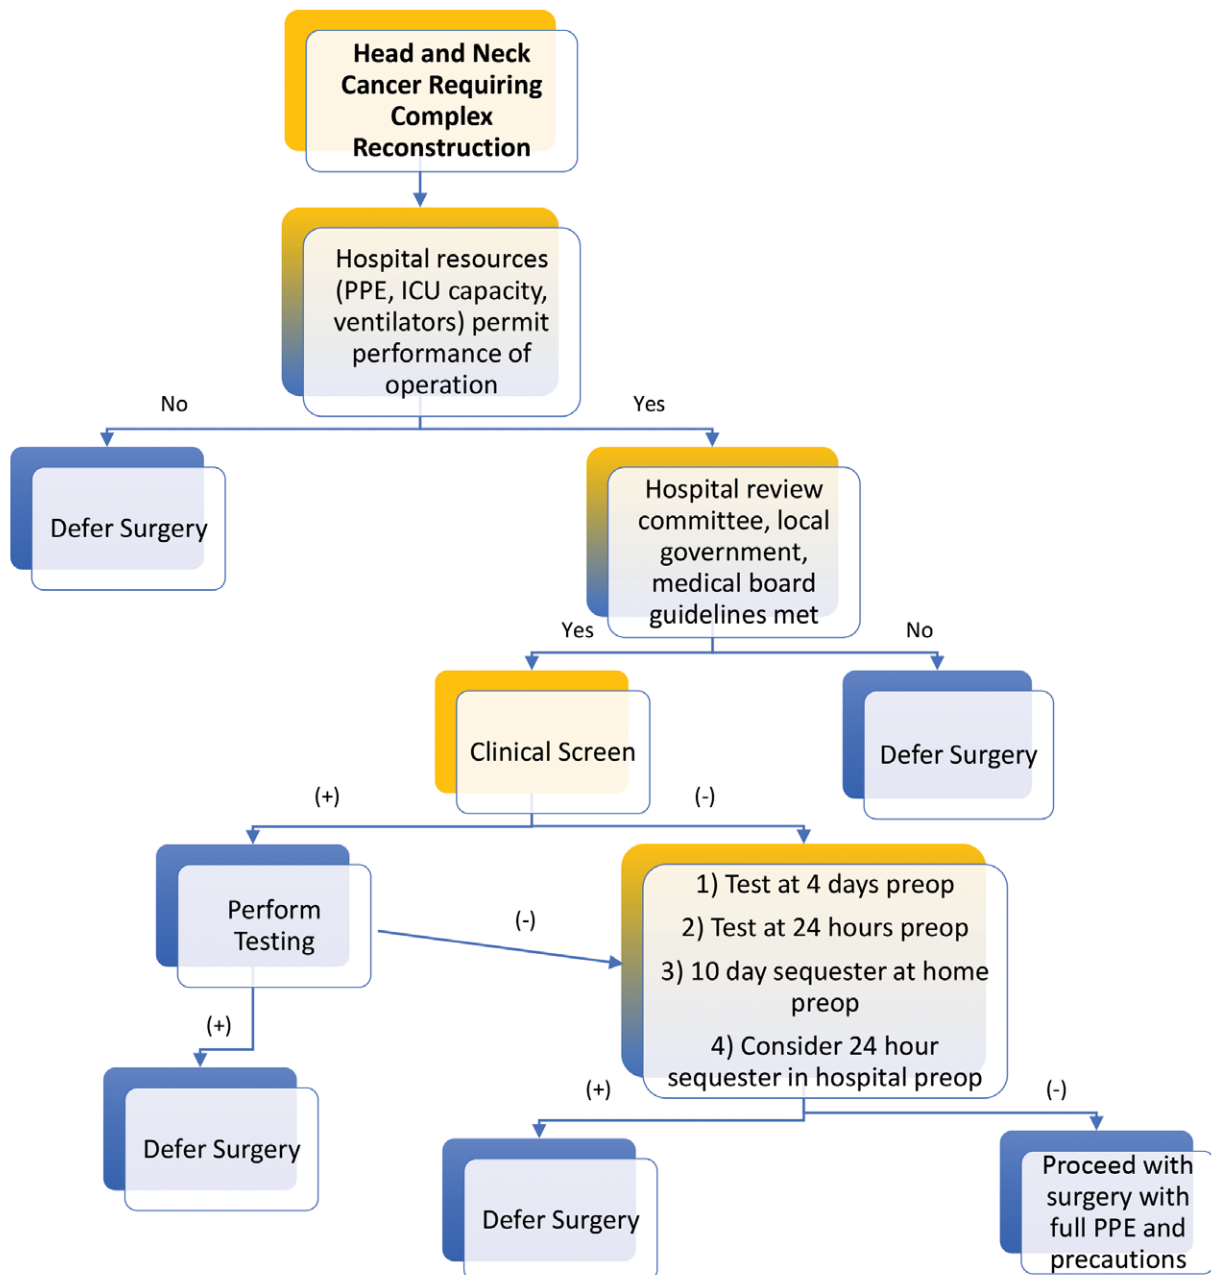 Head and Neck
Cancer Requiring
Complex
Reconstruction
Hospital resources
(PPE, ICU capacity,
ventilators) permit
performance of
operation
No
Yes
Defer Surgery
Hospital review
committee, local
government,
medical board
guidelines met
Yes
No
Clinical Screen
Defer Surgery
(+)
(-)
Perform
Testing
(-)
1) Test at 4 days preop
2) Test at 24 hours preop
3) 10 day sequester at home
preop
4) Consider 24 hour
sequester in hospital preop
(+)
Defer Surgery
(+)
(-)
Defer Surgery
Proceed with
surgery with
full PPE and
precautions